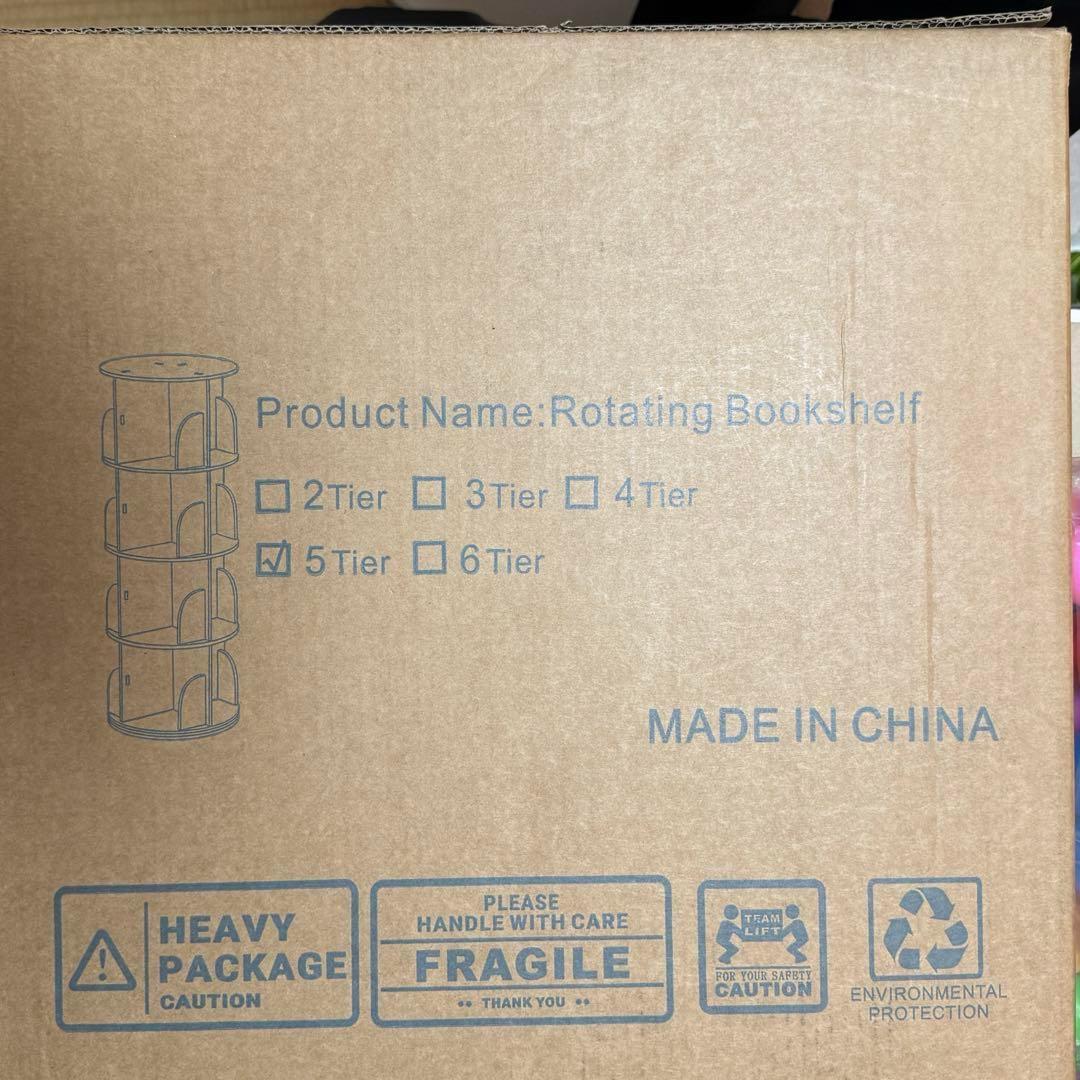 Product Name:Rotating Bookshelf
2Tier 3Tier 4Tier
5Tier 6Tier
MADE IN CHINA
HEAVY
PACKAGE
CAUTION
PLEASE
HANDLE WITH CARE
FRAGILE
•• THANK YOU ••
TEAM
LIFT
FOR YOUR SAFETY
CAUTION
ENVIRONMENTAL
PROTECTION